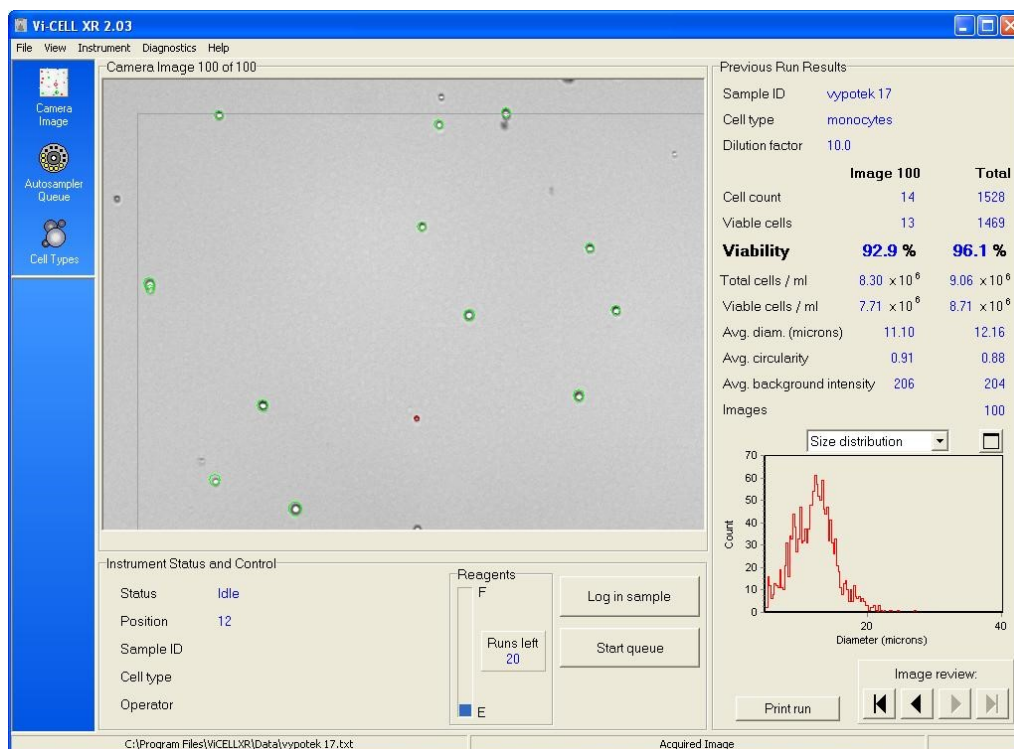 Vi-CELL XR 2.03
File View Instrument Diagnostics Help
Camera Image
Autosampler Queue
Cell Types
Camera Image 100 of 100
Previous Run Results
Sample ID vypotek 17
Cell type monocytes
Dilution factor 10.0
Image 100 Total
Cell count 14 1528
Viable cells 13 1469
Viability 92.9 % 96.1 %
Total cells / ml 8.30 x 10⁶ 9.06 x 10⁶
Viable cells / ml 7.71 x 10⁶ 8.71 x 10⁶
Avg. diam. (microns) 11.10 12.16
Avg. circularity 0.91 0.88
Avg. background intensity 206 204
Images 100
Size distribution
70
60
50
40
30
20
10
0
Count
20 40
Diameter (microns)
Image review:
Print run
Instrument Status and Control
Status Idle
Position 12
Sample ID
Cell type
Operator
Reagents
F
Runs left
20
E
Log in sample
Start queue
C:\Program Files\ViCELLXR\Data\vypotek 17.txt Acquired Image